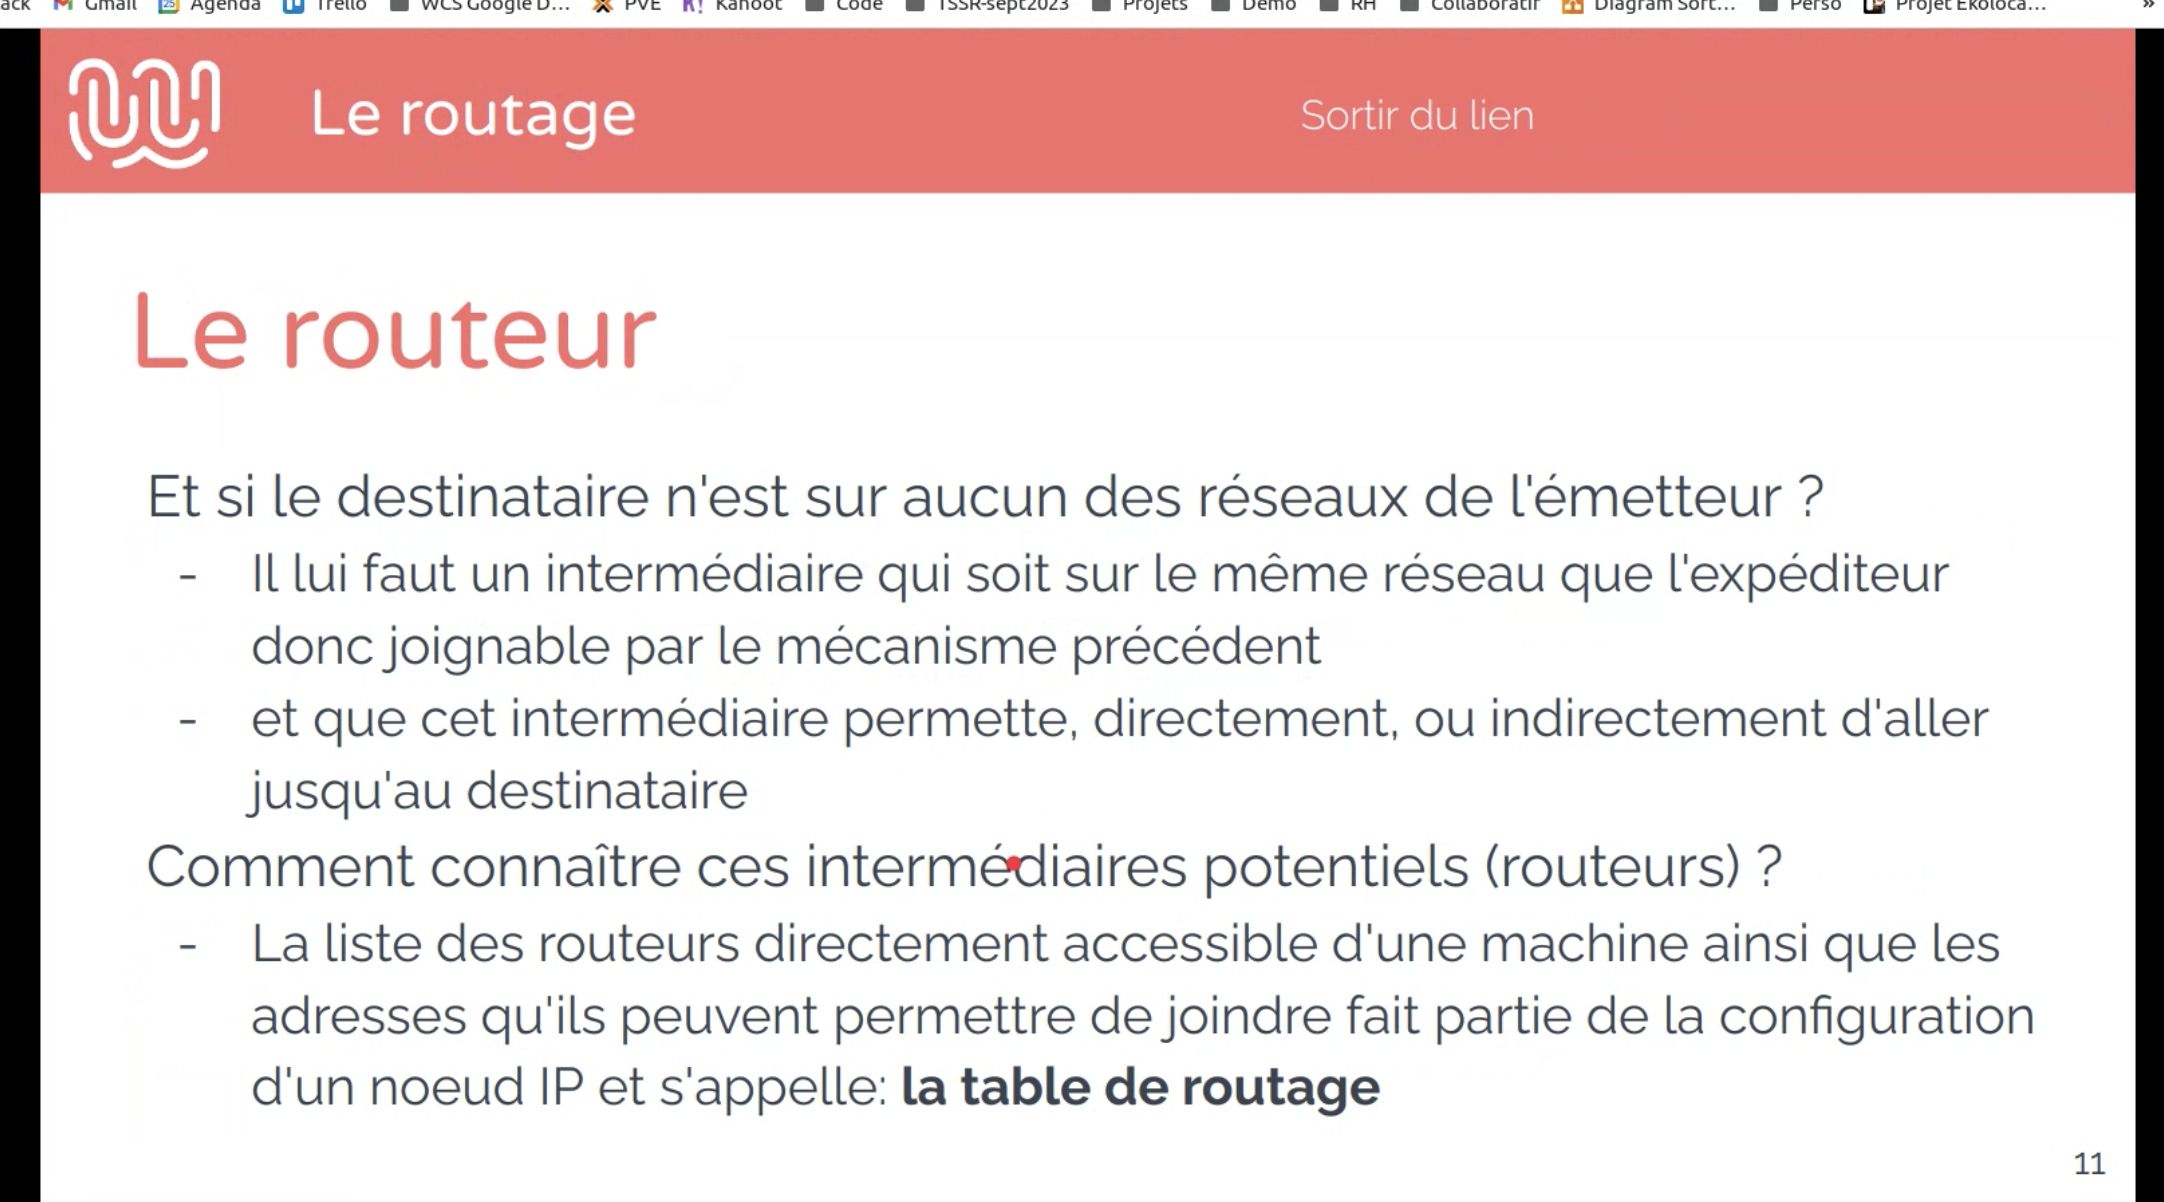 ack Gmail Agenda Trello WCS Google D... PVE Kahoot Code TSSR-sept2023 Projets Demo RH Collaboratif Diagram Sort... Perso Projet Ekoloca... »
Le routage Sortir du lien
Le routeur
Et si le destinataire n'est sur aucun des réseaux de l'émetteur ?
- Il lui faut un intermédiaire qui soit sur le même réseau que l'expéditeur
donc joignable par le mécanisme précédent
- et que cet intermédiaire permette, directement, ou indirectement d'aller
jusqu'au destinataire
Comment connaître ces intermédiaires potentiels (routeurs) ?
- La liste des routeurs directement accessible d'une machine ainsi que les
adresses qu'ils peuvent permettre de joindre fait partie de la configuration
d'un noeud IP et s'appelle: la table de routage
11